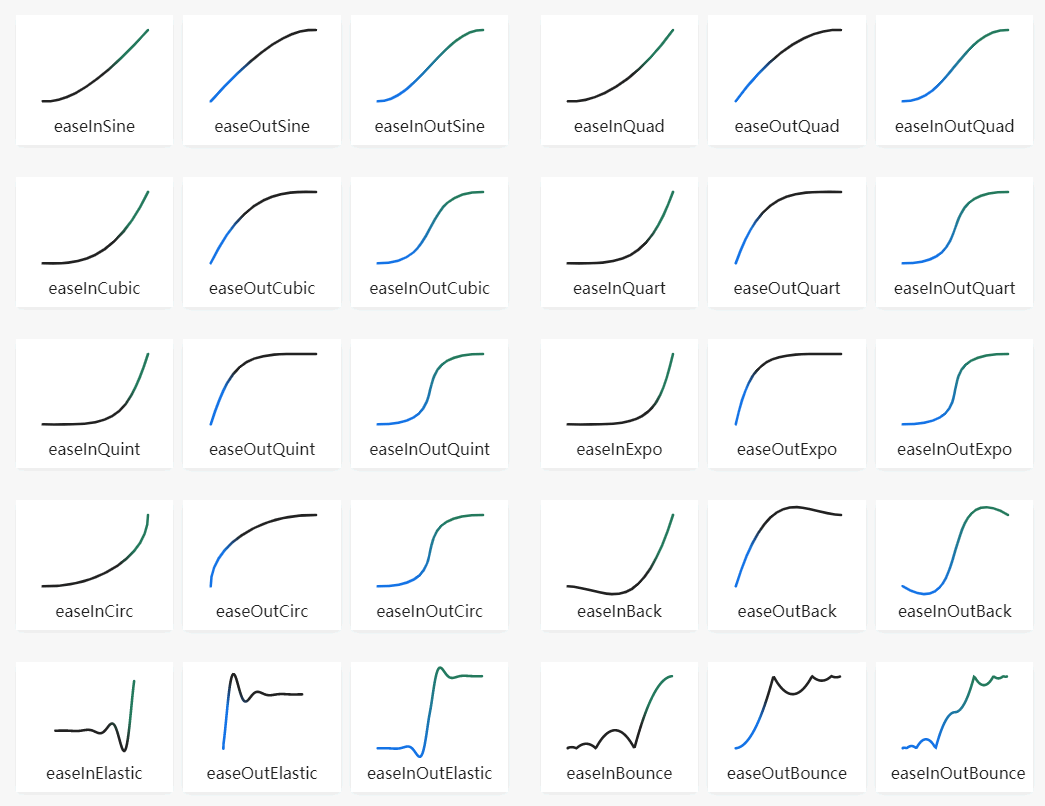 easeInSine
easeOutSine
easeInOutSine
easeInQuad
easeOutQuad
easeInOutQuad
easeInCubic
easeOutCubic
easeInOutCubic
easeInQuart
easeOutQuart
easeInOutQuart
easeInQuint
easeOutQuint
easeInOutQuint
easeInExpo
easeOutExpo
easeInOutExpo
easeInCirc
easeOutCirc
easeInOutCirc
easeInBack
easeOutBack
easeInOutBack
easeInElastic
easeOutElastic
easeInOutElastic
easeInBounce
easeOutBounce
easeInOutBounce